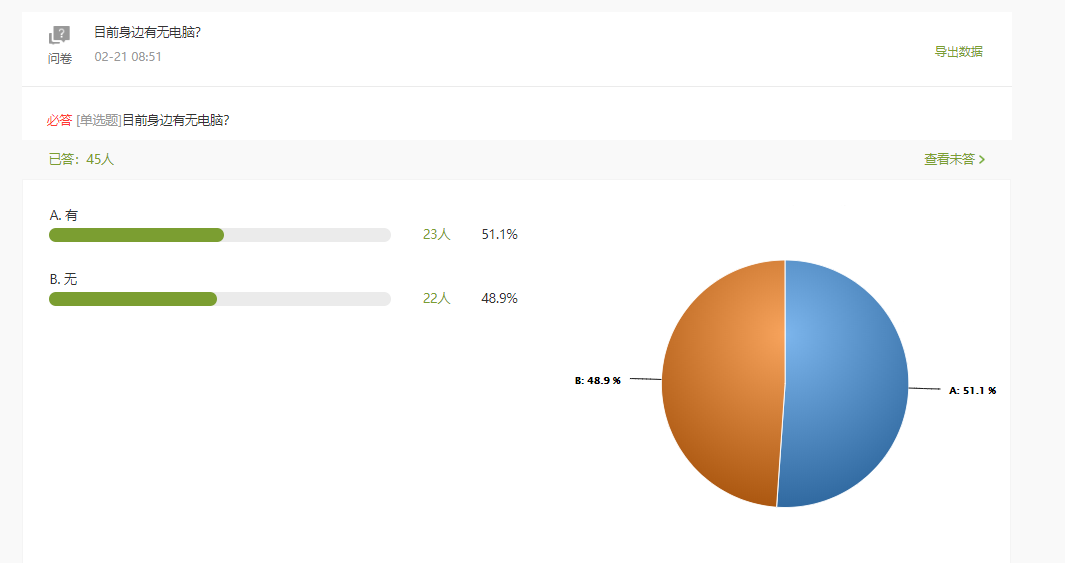 目前身边有无电脑?
问卷
02-21 08:51
导出数据
必答 [单选题]目前身边有无电脑?
已答：45人
查看未答
A. 有
23人 51.1%
B. 无
22人 48.9%
B: 48.9 %
A: 51.1 %